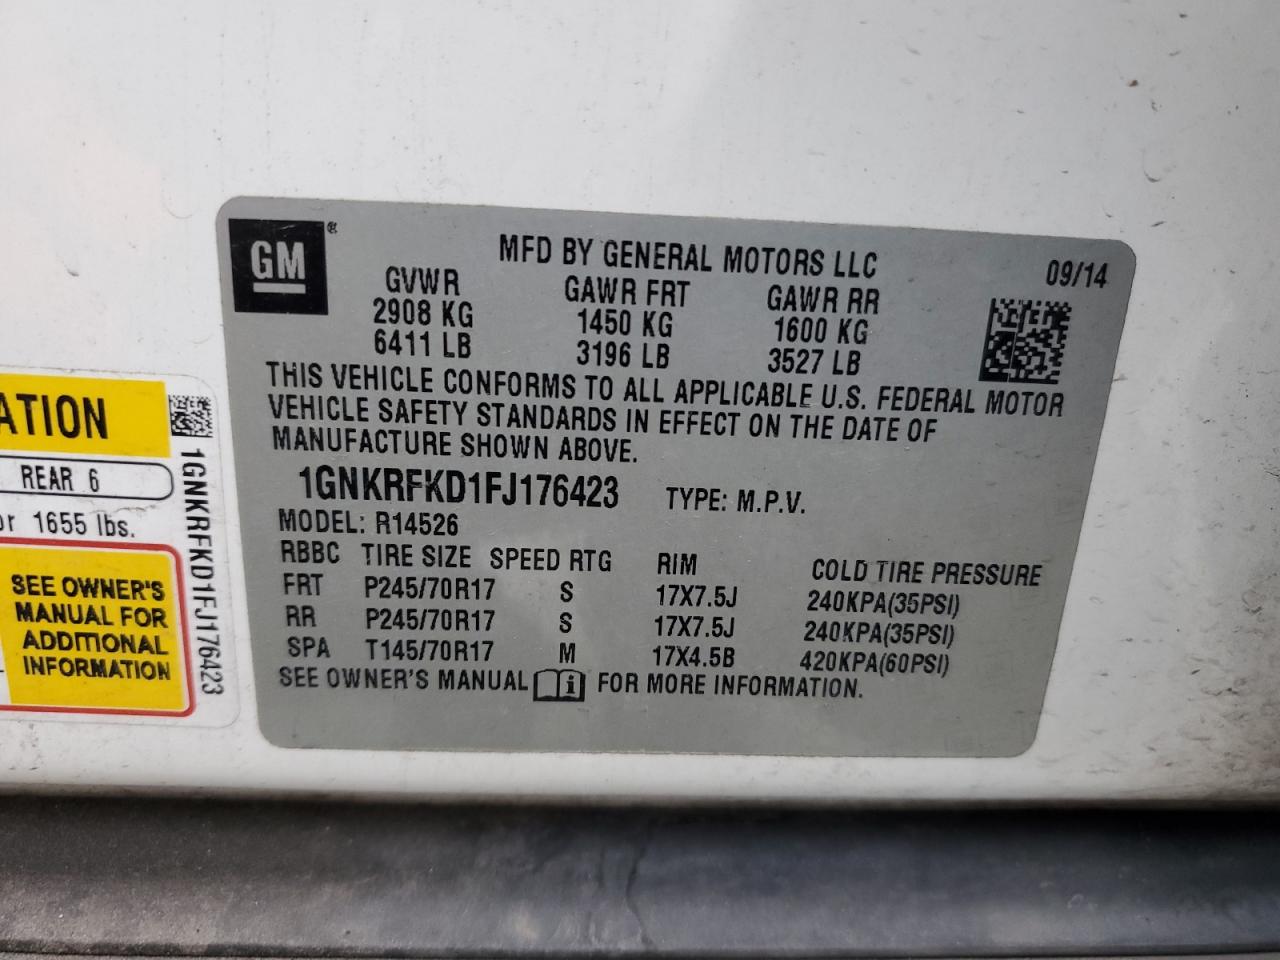 GM®
MFD BY GENERAL MOTORS LLC
09/14
GVWR GAWR FRT GAWR RR
2908 KG 1450 KG 1600 KG
6411 LB 3196 LB 3527 LB
THIS VEHICLE CONFORMS TO ALL APPLICABLE U.S. FEDERAL MOTOR
VEHICLE SAFETY STANDARDS IN EFFECT ON THE DATE OF
MANUFACTURE SHOWN ABOVE.
1GNKRFKD1FJ176423 TYPE: M.P.V.
MODEL: R14526
RBBC TIRE SIZE SPEED RTG RIM COLD TIRE PRESSURE
FRT P245/70R17 S 17X7.5J 240KPA(35PSI)
RR P245/70R17 S 17X7.5J 240KPA(35PSI)
SPA T145/70R17 M 17X4.5B 420KPA(60PSI)
SEE OWNER'S MANUAL i FOR MORE INFORMATION.
ATION
REAR 6
or 1655 lbs.
SEE OWNER'S
MANUAL FOR
ADDITIONAL
INFORMATION
1GNKRFKD1FJ176423